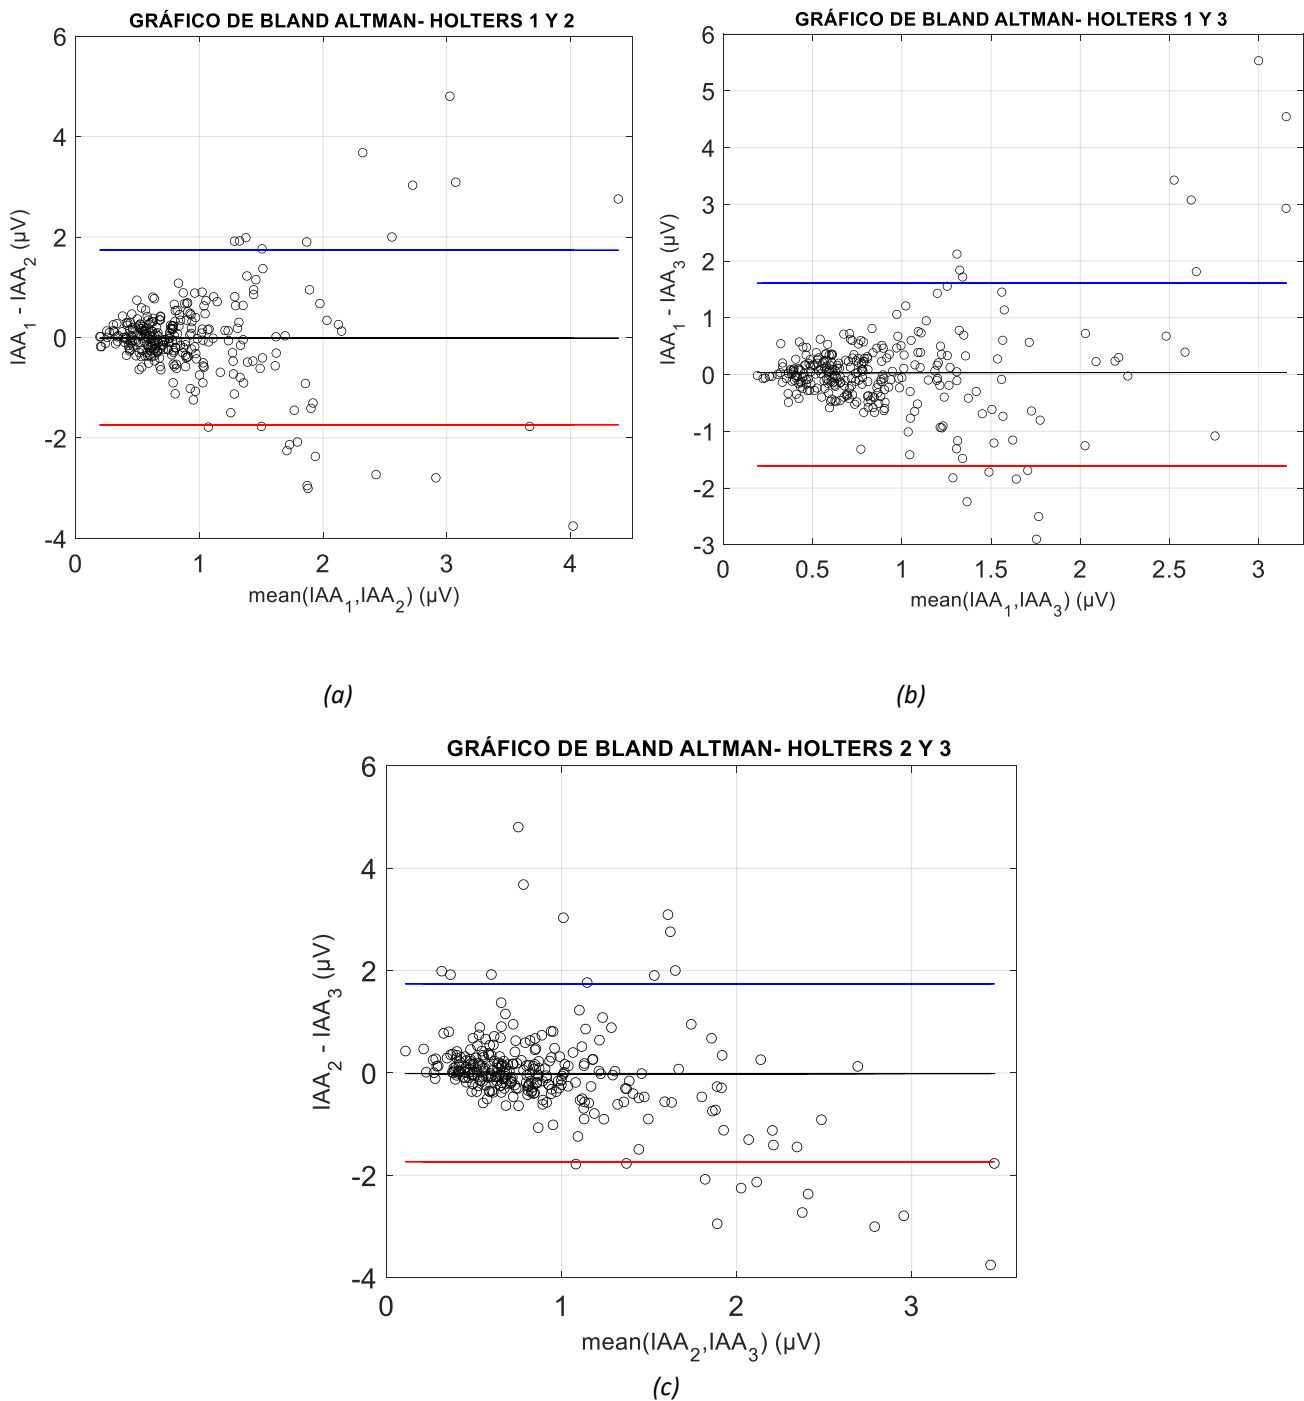 GRÁFICO DE BLAND ALTMAN- HOLTERS 1 Y 2
6
4
2
0
-2
-4
IAA1 - IAA2 (µV)
0 1 2 3 4
mean(IAA1,IAA2) (µV)
(a)
GRÁFICO DE BLAND ALTMAN- HOLTERS 1 Y 3
6
5
4
3
2
1
0
-1
-2
-3
IAA1 - IAA3 (µV)
0 0.5 1 1.5 2 2.5 3
mean(IAA1,IAA3) (µV)
(b)
GRÁFICO DE BLAND ALTMAN- HOLTERS 2 Y 3
6
4
2
0
-2
-4
IAA2 - IAA3 (µV)
0 1 2 3
mean(IAA2,IAA3) (µV)
(c)